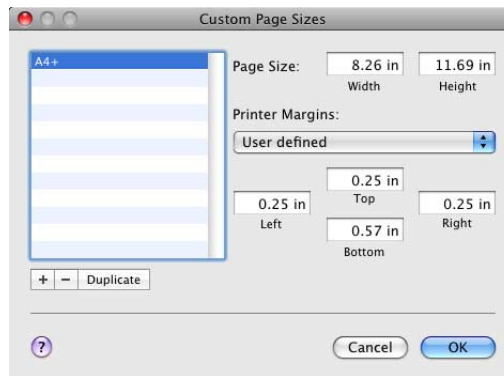 Custom Page Sizes
A4+
Page Size: 8.26 in 11.69 in
Width Height
Printer Margins:
User defined
0.25 in
Top
0.25 in 0.25 in
Left Right
0.57 in
Bottom
+ − Duplicate
? Cancel OK